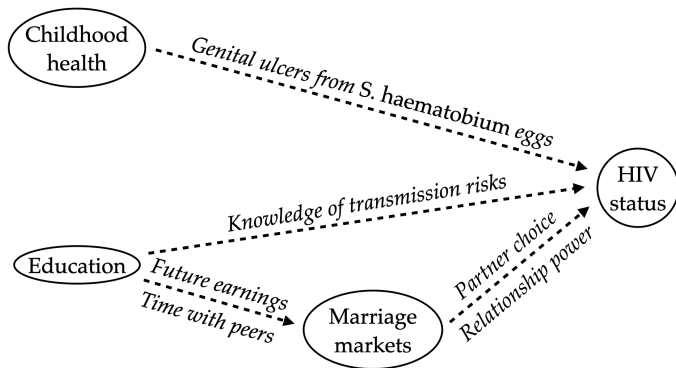 Childhood
health
Genital ulcers from S. haematobium eggs
HIV
status
Knowledge of transmission risks
Education
Future earnings
Time with peers
Marriage
markets
Partner choice
Relationship power